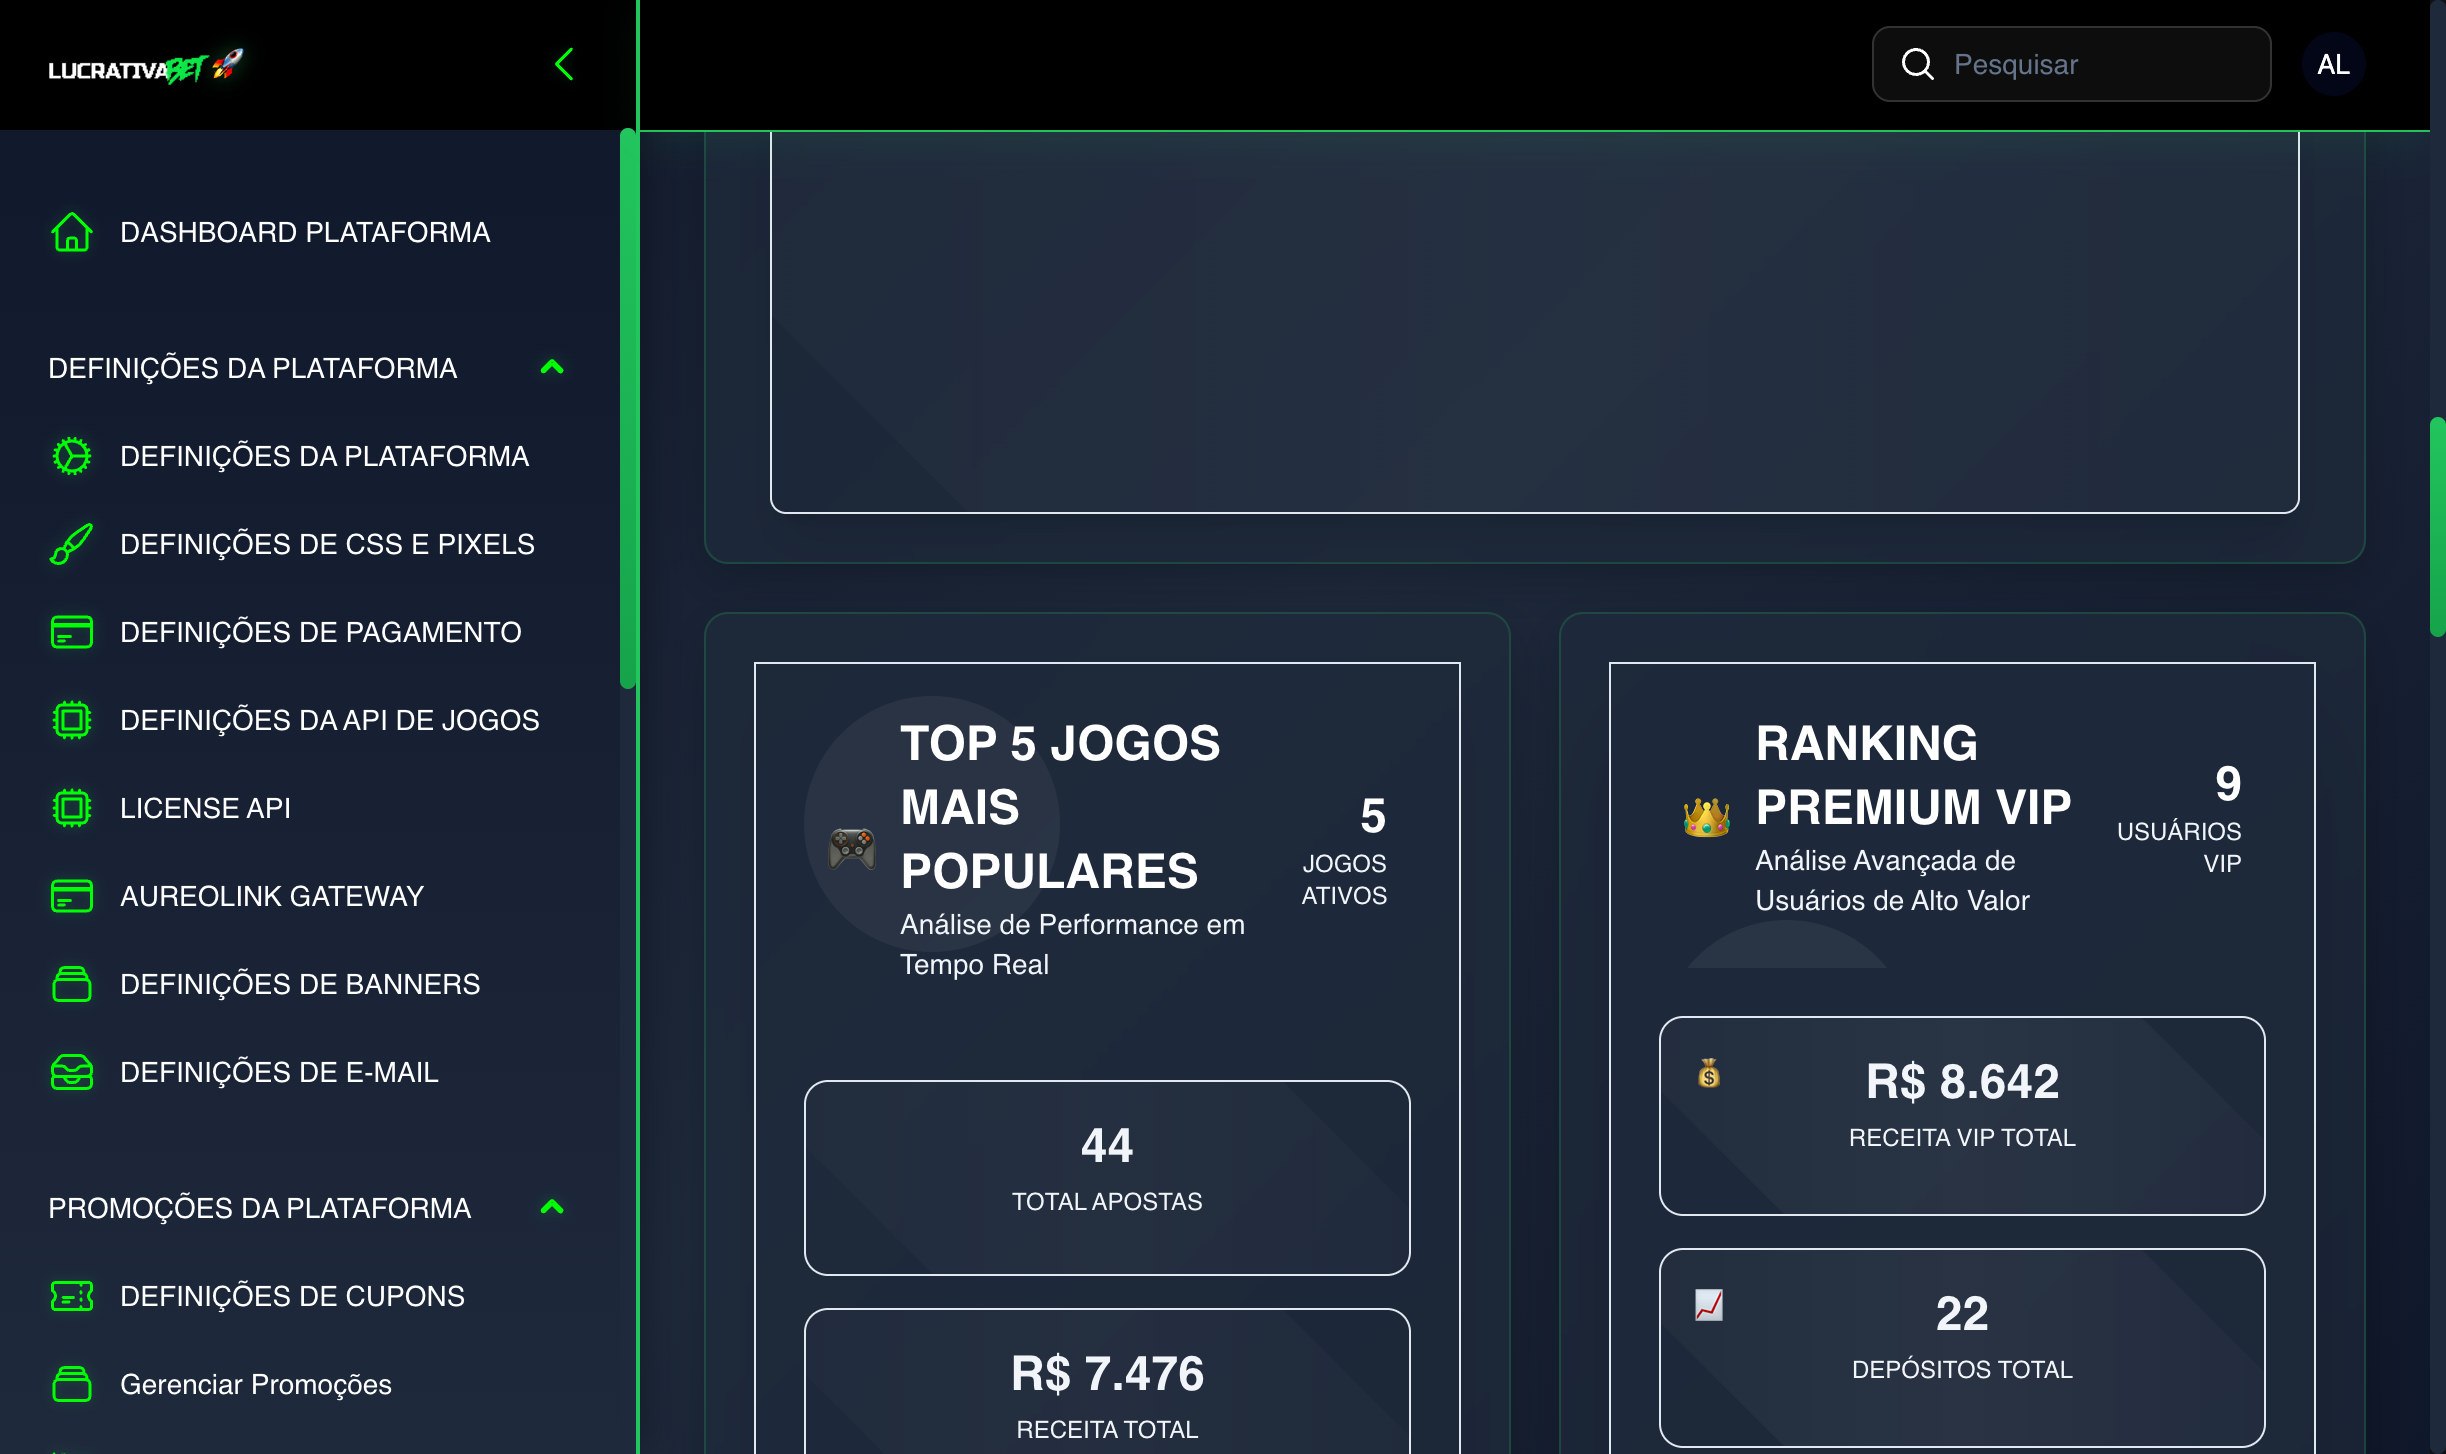 LUCRATIVABET
Pesquisar
AL
DASHBOARD PLATAFORMA
DEFINIÇÕES DA PLATAFORMA
DEFINIÇÕES DA PLATAFORMA
DEFINIÇÕES DE CSS E PIXELS
DEFINIÇÕES DE PAGAMENTO
DEFINIÇÕES DA API DE JOGOS
LICENSE API
AUREOLINK GATEWAY
DEFINIÇÕES DE BANNERS
DEFINIÇÕES DE E-MAIL
PROMOÇÕES DA PLATAFORMA
DEFINIÇÕES DE CUPONS
Gerenciar Promoções
TOP 5 JOGOS
MAIS
POPULARES
Análise de Performance em
Tempo Real
5
JOGOS
ATIVOS
44
TOTAL APOSTAS
R$ 7.476
RECEITA TOTAL
RANKING
PREMIUM VIP
Análise Avançada de
Usuários de Alto Valor
9
USUÁRIOS
VIP
R$ 8.642
RECEITA VIP TOTAL
22
DEPÓSITOS TOTAL